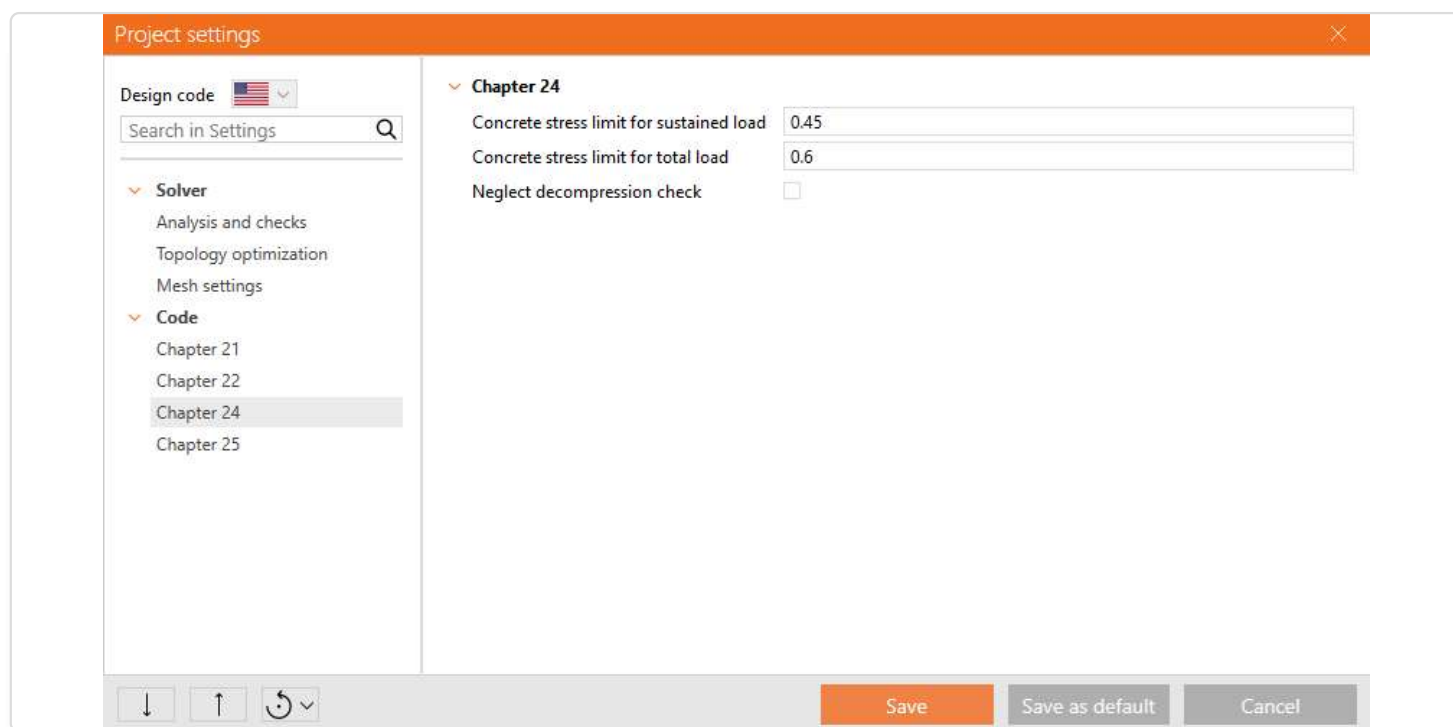 Project settings
Design code
Search in Settings
Solver
Analysis and checks
Topology optimization
Mesh settings
Code
Chapter 21
Chapter 22
Chapter 24
Chapter 25
Chapter 24
Concrete stress limit for sustained load 0.45
Concrete stress limit for total load 0.6
Neglect decompression check
Save Save as default Cancel